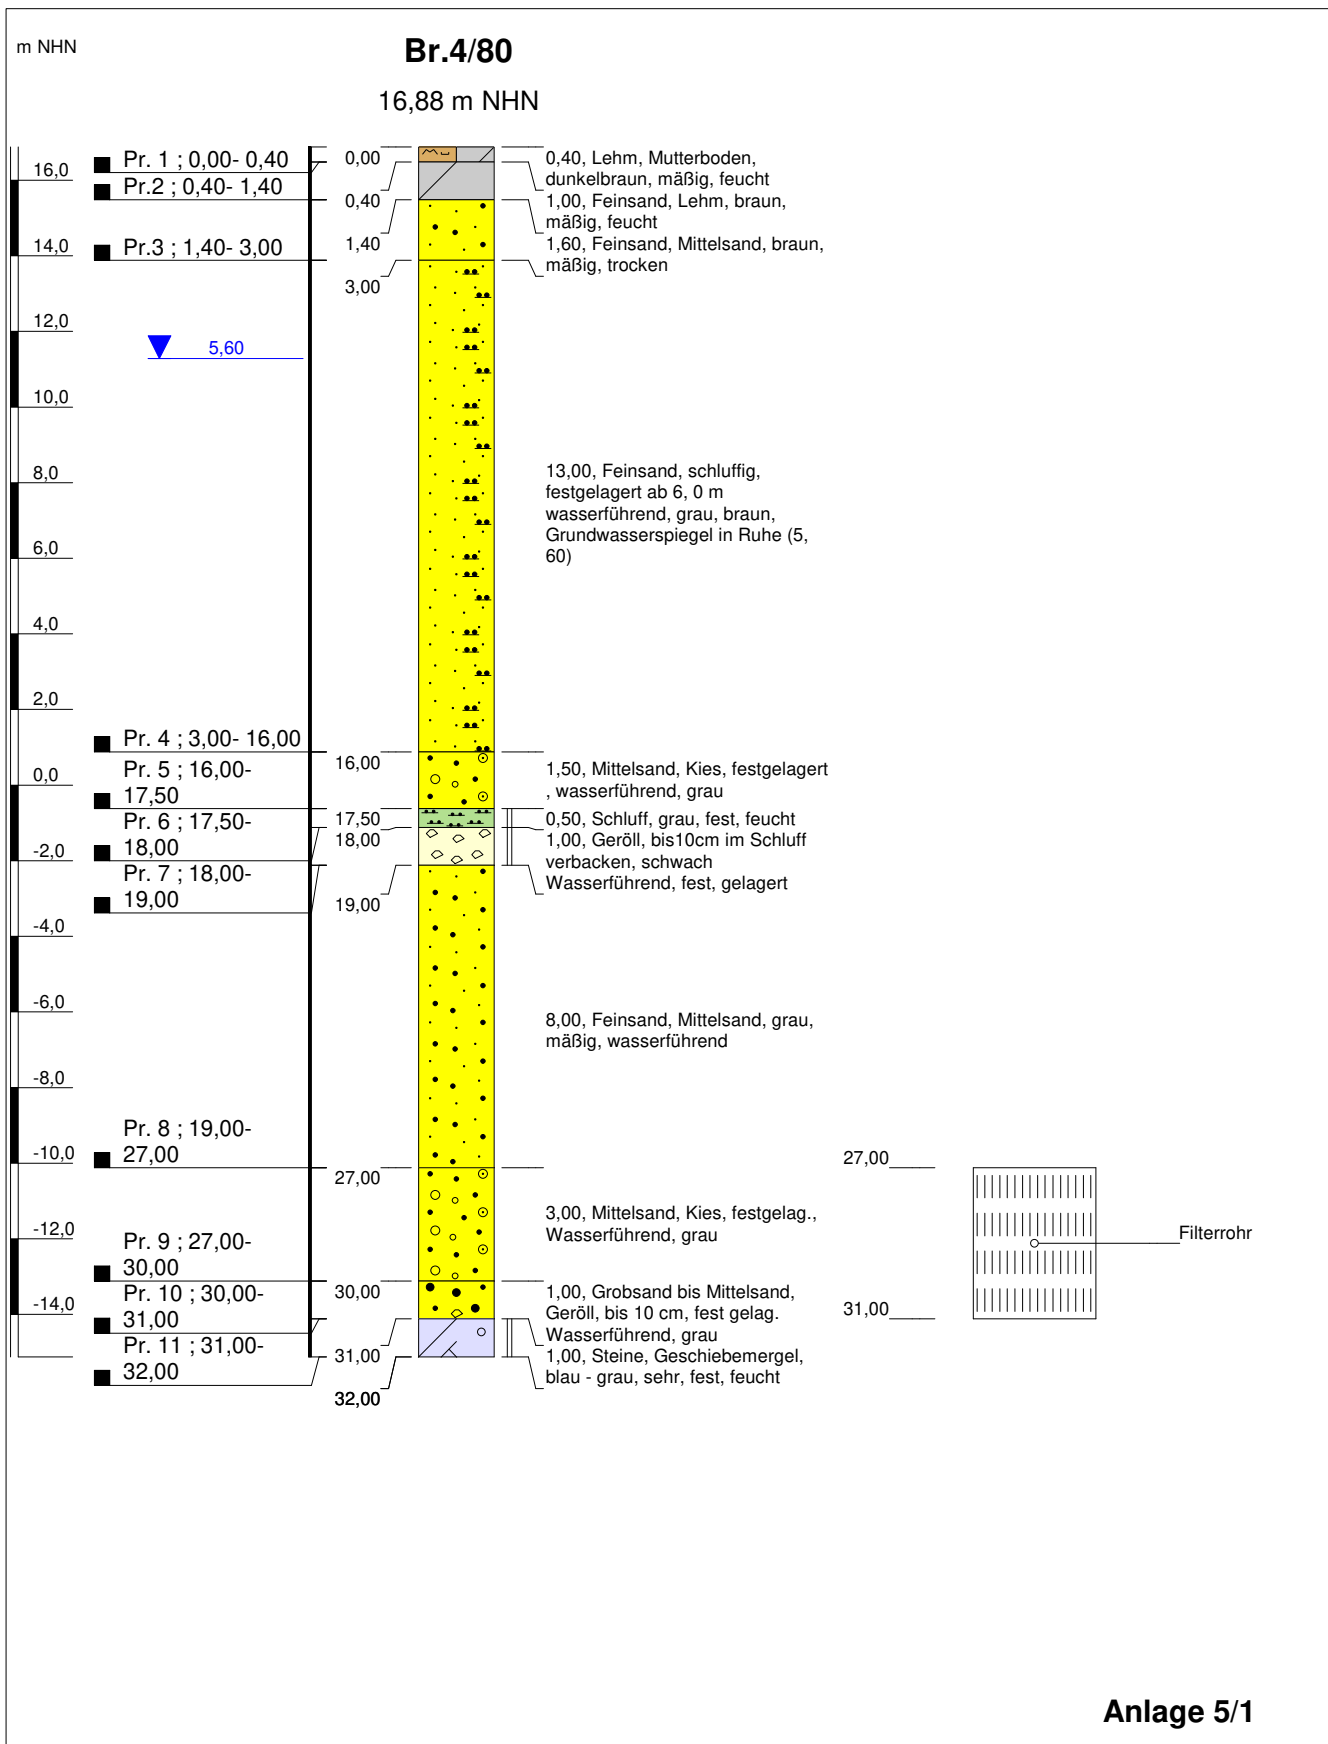 m NHN
Br.4/80
16,88 m NHN
16,0
14,0
12,0
10,0
8,0
6,0
4,0
2,0
0,0
-2,0
-4,0
-6,0
-8,0
-10,0
-12,0
-14,0
Pr. 1 ; 0,00- 0,40
Pr.2 ; 0,40- 1,40
Pr.3 ; 1,40- 3,00
5,60
Pr. 4 ; 3,00- 16,00
Pr. 5 ; 16,00-
17,50
Pr. 6 ; 17,50-
18,00
Pr. 7 ; 18,00-
19,00
Pr. 8 ; 19,00-
27,00
Pr. 9 ; 27,00-
30,00
Pr. 10 ; 30,00-
31,00
Pr. 11 ; 31,00-
32,00
0,00
0,40
1,40
3,00
16,00
17,50
18,00
19,00
27,00
30,00
31,00
32,00
0,40, Lehm, Mutterboden,
dunkelbraun, mäßig, feucht
1,00, Feinsand, Lehm, braun,
mäßig, feucht
1,60, Feinsand, Mittelsand, braun,
mäßig, trocken
13,00, Feinsand, schluffig,
festgelagert ab 6, 0 m
wasserführend, grau, braun,
Grundwasserspiegel in Ruhe (5,
60)
1,50, Mittelsand, Kies, festgelagert
, wasserführend, grau
0,50, Schluff, grau, fest, feucht
1,00, Geröll, bis10cm im Schluff
verbacken, schwach
Wasserführend, fest, gelagert
8,00, Feinsand, Mittelsand, grau,
mäßig, wasserführend
3,00, Mittelsand, Kies, festgelag.,
Wasserführend, grau
1,00, Grobsand bis Mittelsand,
Geröll, bis 10 cm, fest gelag.
Wasserführend, grau
1,00, Steine, Geschiebemergel,
blau - grau, sehr, fest, feucht
27,00
Filterrohr
31,00
Anlage 5/1